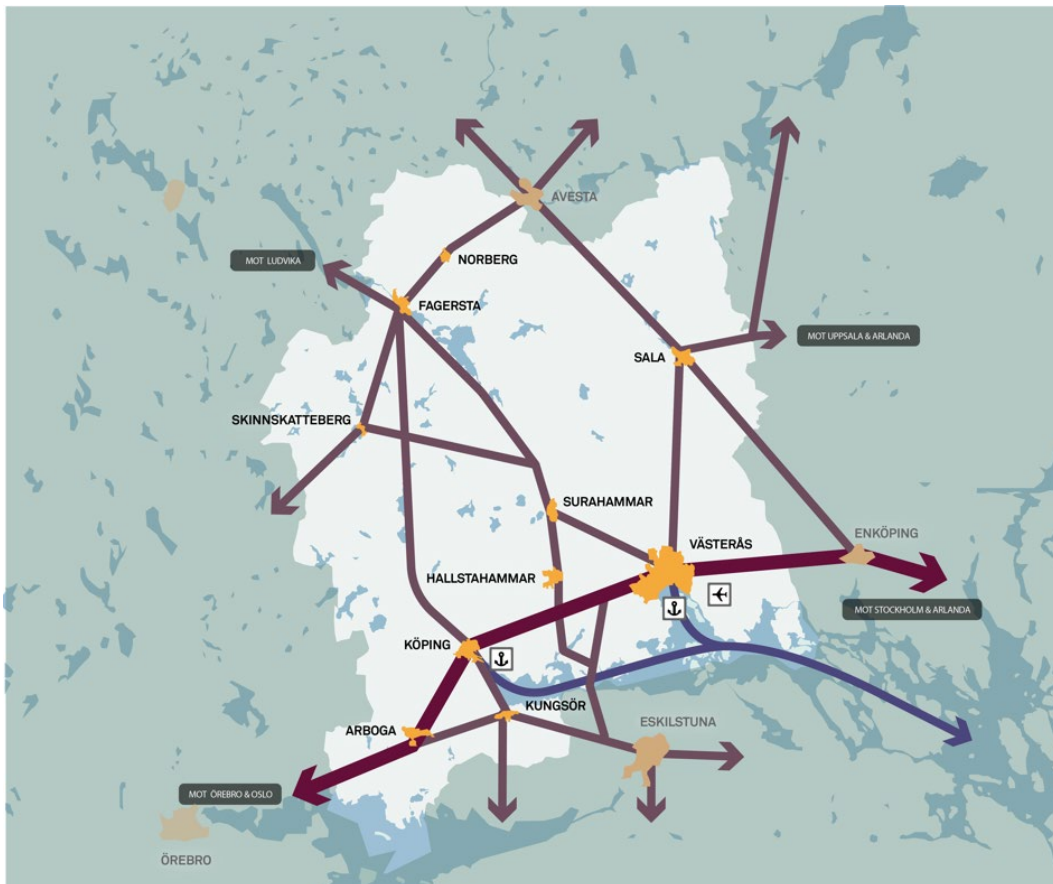 AVESTA
NORBERG
MOT LUDVIKA
FAGERSTA
MOT UPPSALA & ARLANDA
SALA
SKINNSKATTEBERG
SURAHAMMAR
ENKÖPING
VÄSTERÅS
HALLSTAHAMMAR
MOT STOCKHOLM & ARLANDA
KÖPING
KUNGSÖR
ESKILSTUNA
ARBOGA
MOT ÖREBRO & OSLO
ÖREBRO